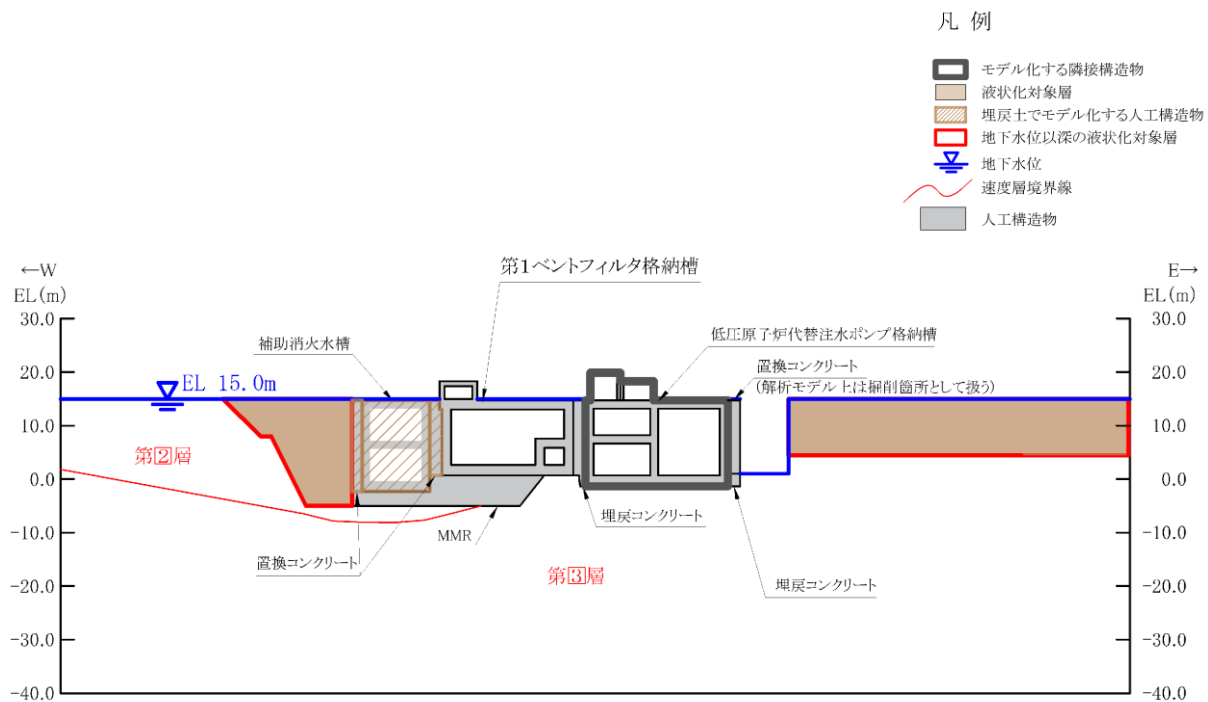 凡 例
モデル化する隣接構造物
液状化対象層
埋戻土でモデル化する人工構造物
地下水位以深の液状化対象層
地下水位
速度層境界線
人工構造物
←W
EL(m)
E→
EL(m)
第1ベントフィルタ格納槽
30.0
30.0
低圧原子炉代替注水ポンプ格納槽
補助消火水槽
置換コンクリート
(解析モデル上は掘削箇所として扱う)
20.0
20.0
EL 15.0m
10.0
10.0
第2層
0.0
0.0
埋戻コンクリート
-10.0
-10.0
MMR
置換コンクリート
第3層
埋戻コンクリート
-20.0
-20.0
-30.0
-30.0
-40.0
-40.0